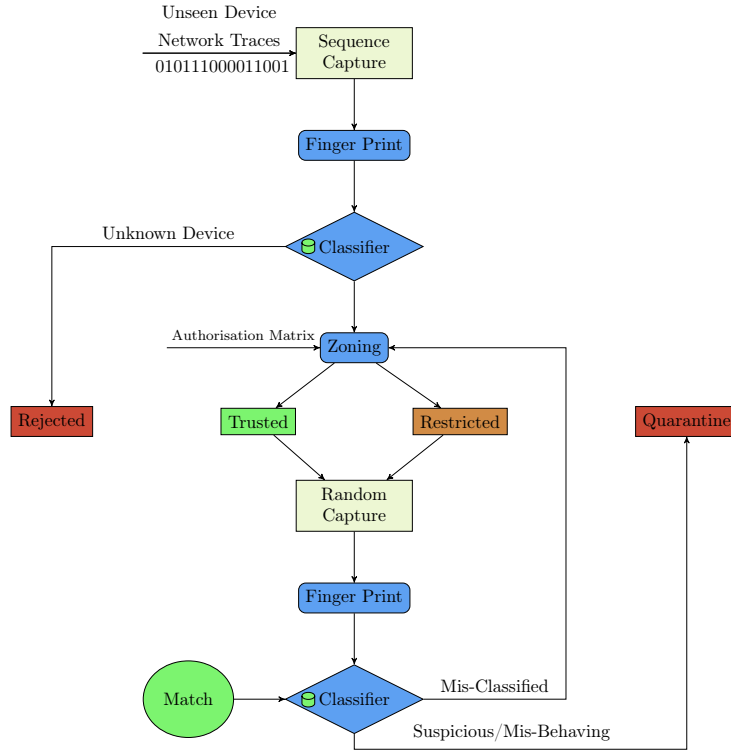 Unseen Device
Network Traces
010111000011001
Sequence
Capture
Finger Print
Unknown Device
Classifier
Authorisation Matrix
Zoning
Rejected
Trusted
Restricted
Quarantine
Random
Capture
Finger Print
Match
Classifier
Mis-Classified
Suspicious/Mis-Behaving